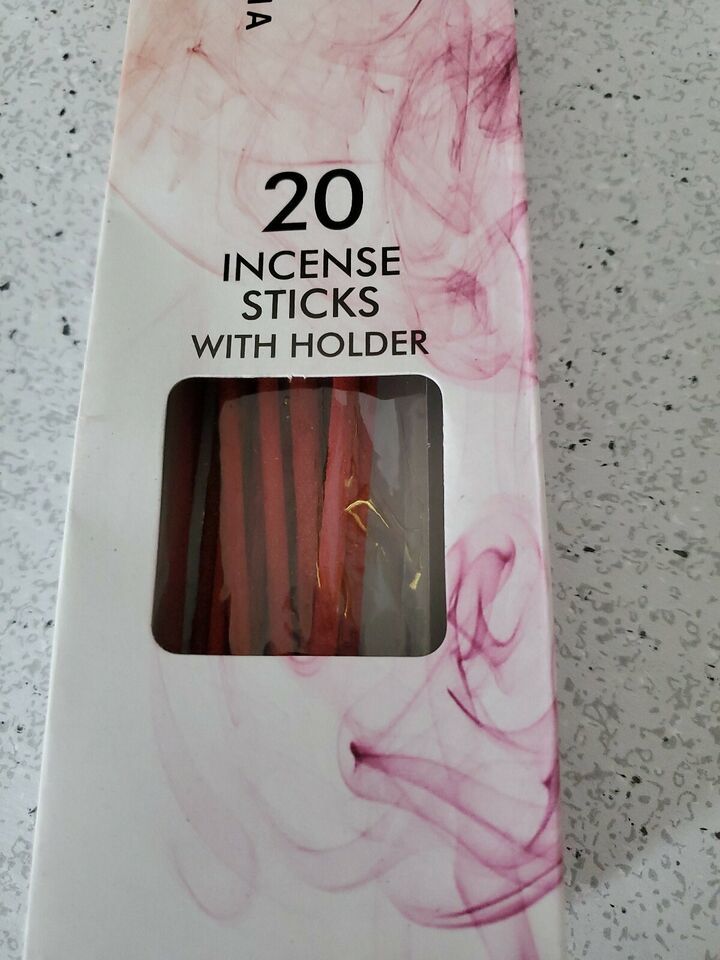 20
INCENSE
STICKS
WITH HOLDER